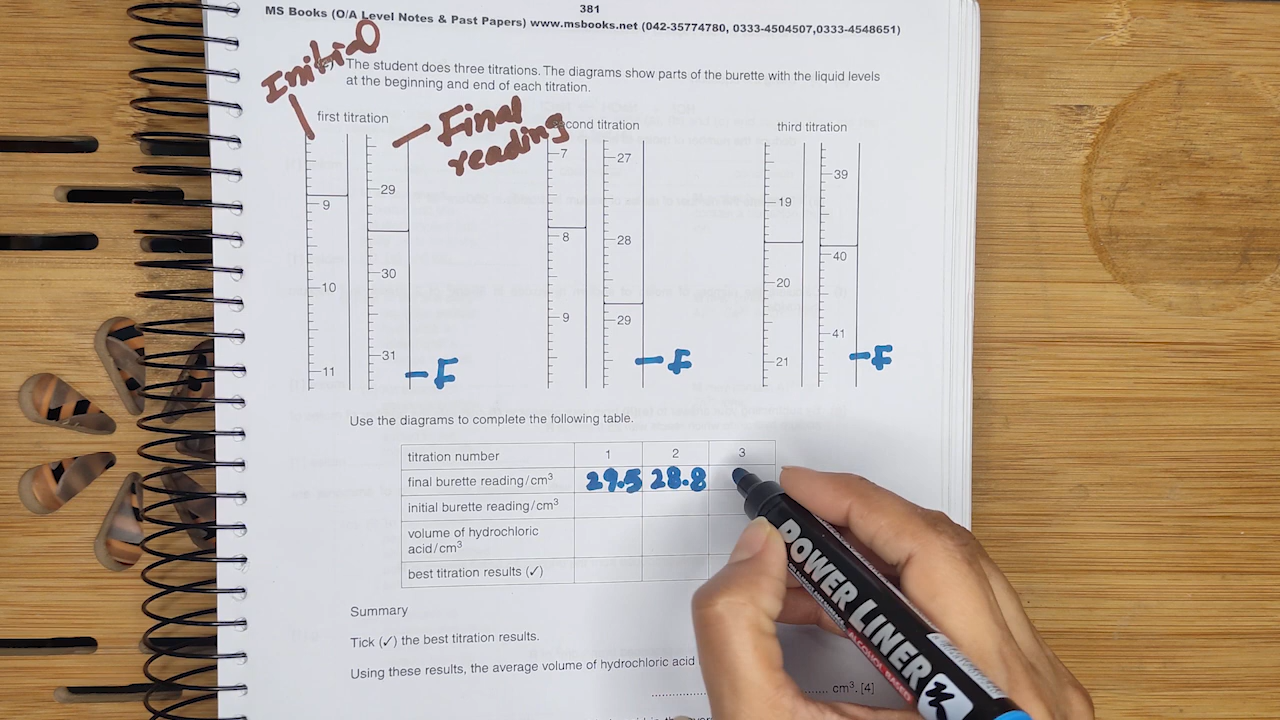 381
MS Books (O/A Level Notes & Past Papers) www.msbooks.net (042-35774780, 0333-4504507,0333-4548651)
Initial
The student does three titrations. The diagrams show parts of the burette with the liquid levels
at the beginning and end of each titration.
first titration
Final
reading
second titration
third titration
9
10
11
29
30
31
F
7
8
9
27
28
29
F
19
20
21
39
40
41
F
Use the diagrams to complete the following table.
titration number 1 2 3
final burette reading/cm³ 29.5 28.8
initial burette reading/cm³
volume of hydrochloric
acid/cm³
best titration results (✓)
Summary
Tick (✓) the best titration results.
Using these results, the average volume of hydrochloric acid
cm³. [4]
POWER LINER
ALCOHOL BASED